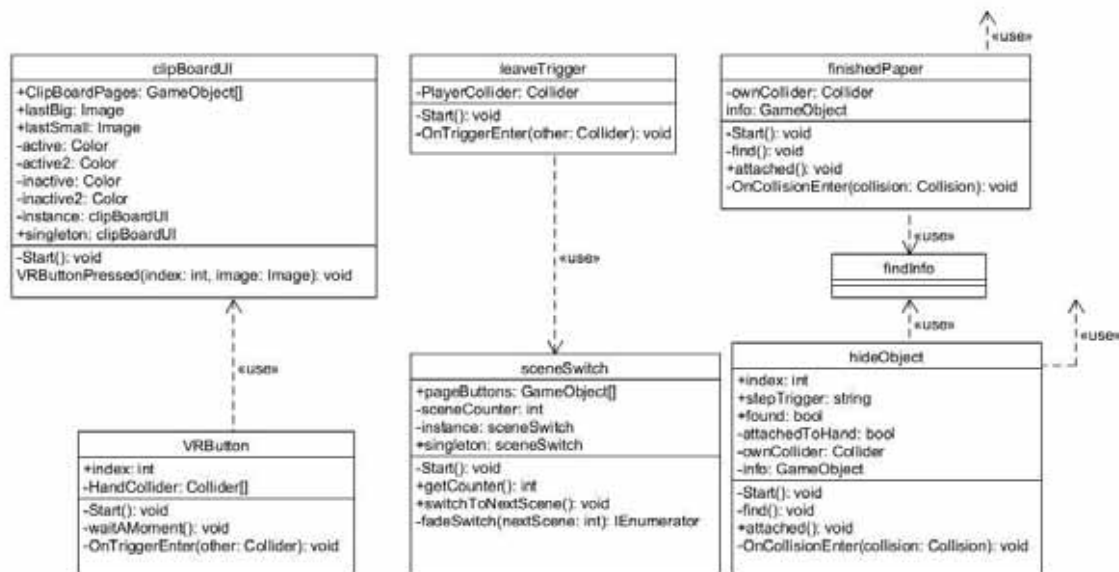 clipBoardUI
+ClipBoardPages: GameObject[]
+lastBig: Image
+lastSmall: Image
-active: Color
-active2: Color
-inactive: Color
-inactive2: Color
-instance: clipBoardUI
+singleton: clipBoardUI
-Start(): void
VRButtonPressed(index: int, image: Image): void
«use»
VRButton
+index: int
-HandCollider: Collider[]
-Start(): void
-waitAMoment(): void
-OnTriggerEnter(other: Collider): void
leaveTrigger
-PlayerCollider: Collider
-Start(): void
-OnTriggerEnter(other: Collider): void
«use»
sceneSwitch
+pageButtons: GameObject[]
-sceneCounter: int
-instance: sceneSwitch
+singleton: sceneSwitch
-Start(): void
+getCounter(): int
+switchToNextScene(): void
-fadeSwitch(nextScene: int): IEnumerator
«use»
finishedPaper
-ownCollider: Collider
info: GameObject
-Start(): void
-find(): void
+attached(): void
-OnCollisionEnter(collision: Collision): void
«use»
findInfo
«use»
«use»
hideObject
+index: int
+stepTrigger: string
+found: bool
-attachedToHand: bool
-ownCollider: Collider
-info: GameObject
-Start(): void
-find(): void
+attached(): void
-OnCollisionEnter(collision: Collision): void